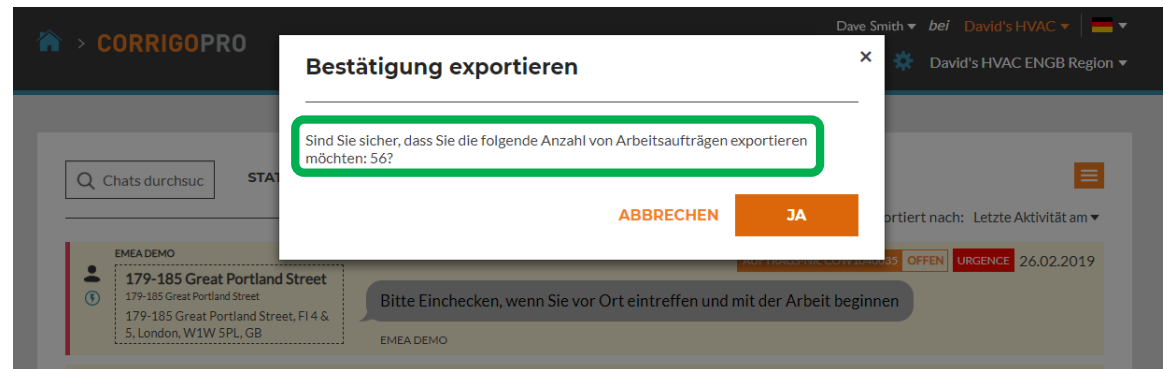 Dave Smith ▾ bei David's HVAC ▾
> CORRIGOPRO
David's HVAC ENGB Region ▾
Bestätigung exportieren
×
Sind Sie sicher, dass Sie die folgende Anzahl von Arbeitsaufträgen exportieren
möchten: 56?
ABBRECHEN JA
Chats durchsuc
STAT
ortiert nach: Letzte Aktivität am ▾
EMEA DEMO
OFFEN URGENCE 26.02.2019
179-185 Great Portland Street
179-185 Great Portland Street
179-185 Great Portland Street, Fl 4 &
5, London, W1W 5PL, GB
Bitte Einchecken, wenn Sie vor Ort eintreffen und mit der Arbeit beginnen
EMEA DEMO